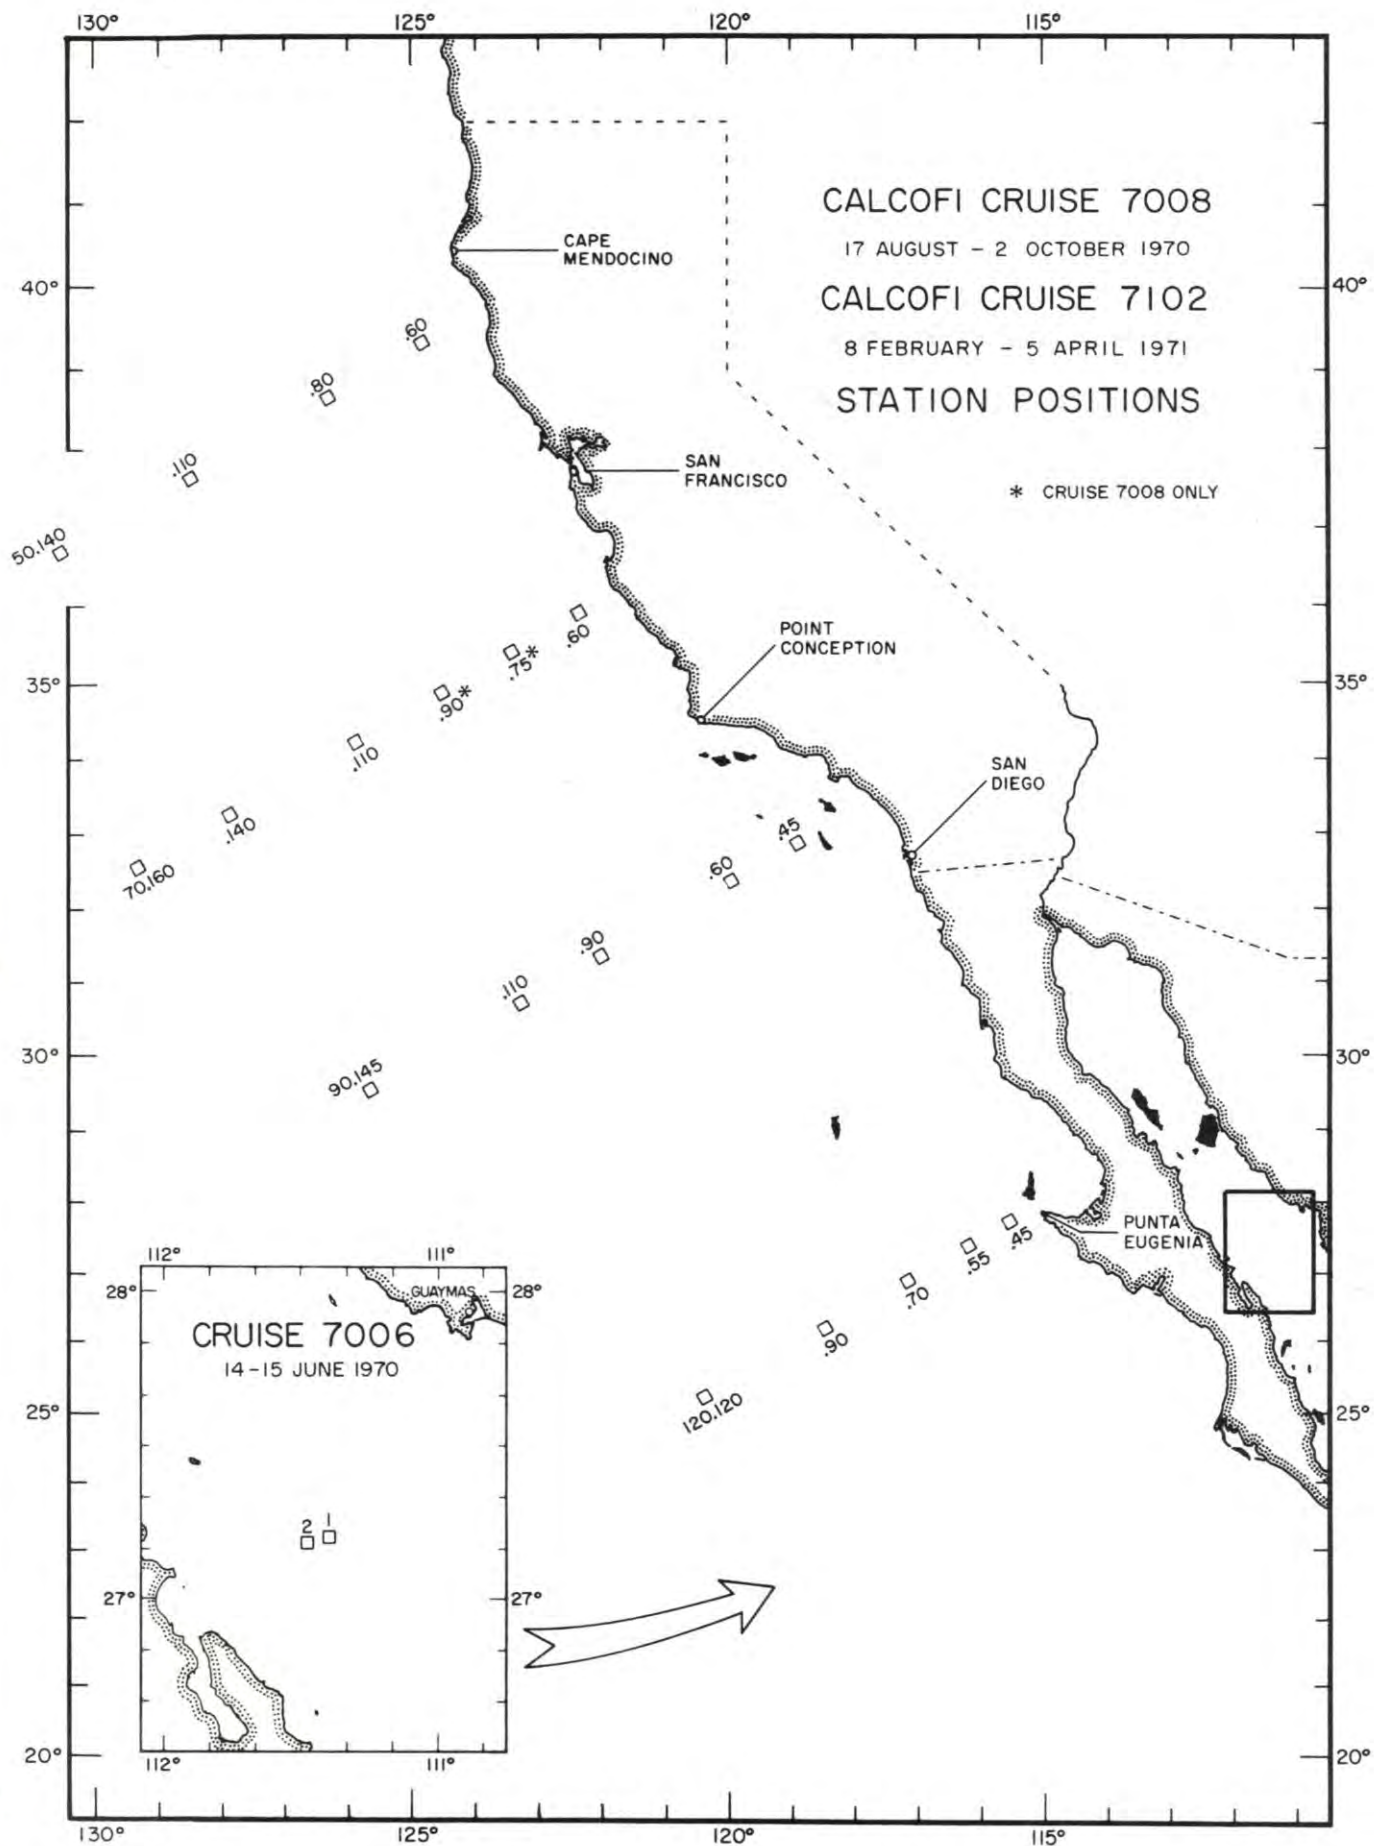 130°
125°
120°
115°
CALCOFI CRUISE 7008
17 AUGUST – 2 OCTOBER 1970
CALCOFI CRUISE 7102
8 FEBRUARY – 5 APRIL 1971
STATION POSITIONS
* CRUISE 7008 ONLY
CAPE
MENDOCINO
40°
40°
.60
.80
.110
50.140
SAN
FRANCISCO
POINT
CONCEPTION
.60
.75*
.90*
.110
.140
70.160
35°
35°
SAN
DIEGO
.45
.60
.90
.110
90.145
30°
30°
PUNTA
EUGENIA
.45
.55
.70
.90
120.120
25°
25°
112°
111°
28°
28°
GUAYMAS
CRUISE 7006
14–15 JUNE 1970
2
1
27°
27°
112°
111°
20°
20°
130°
125°
120°
115°